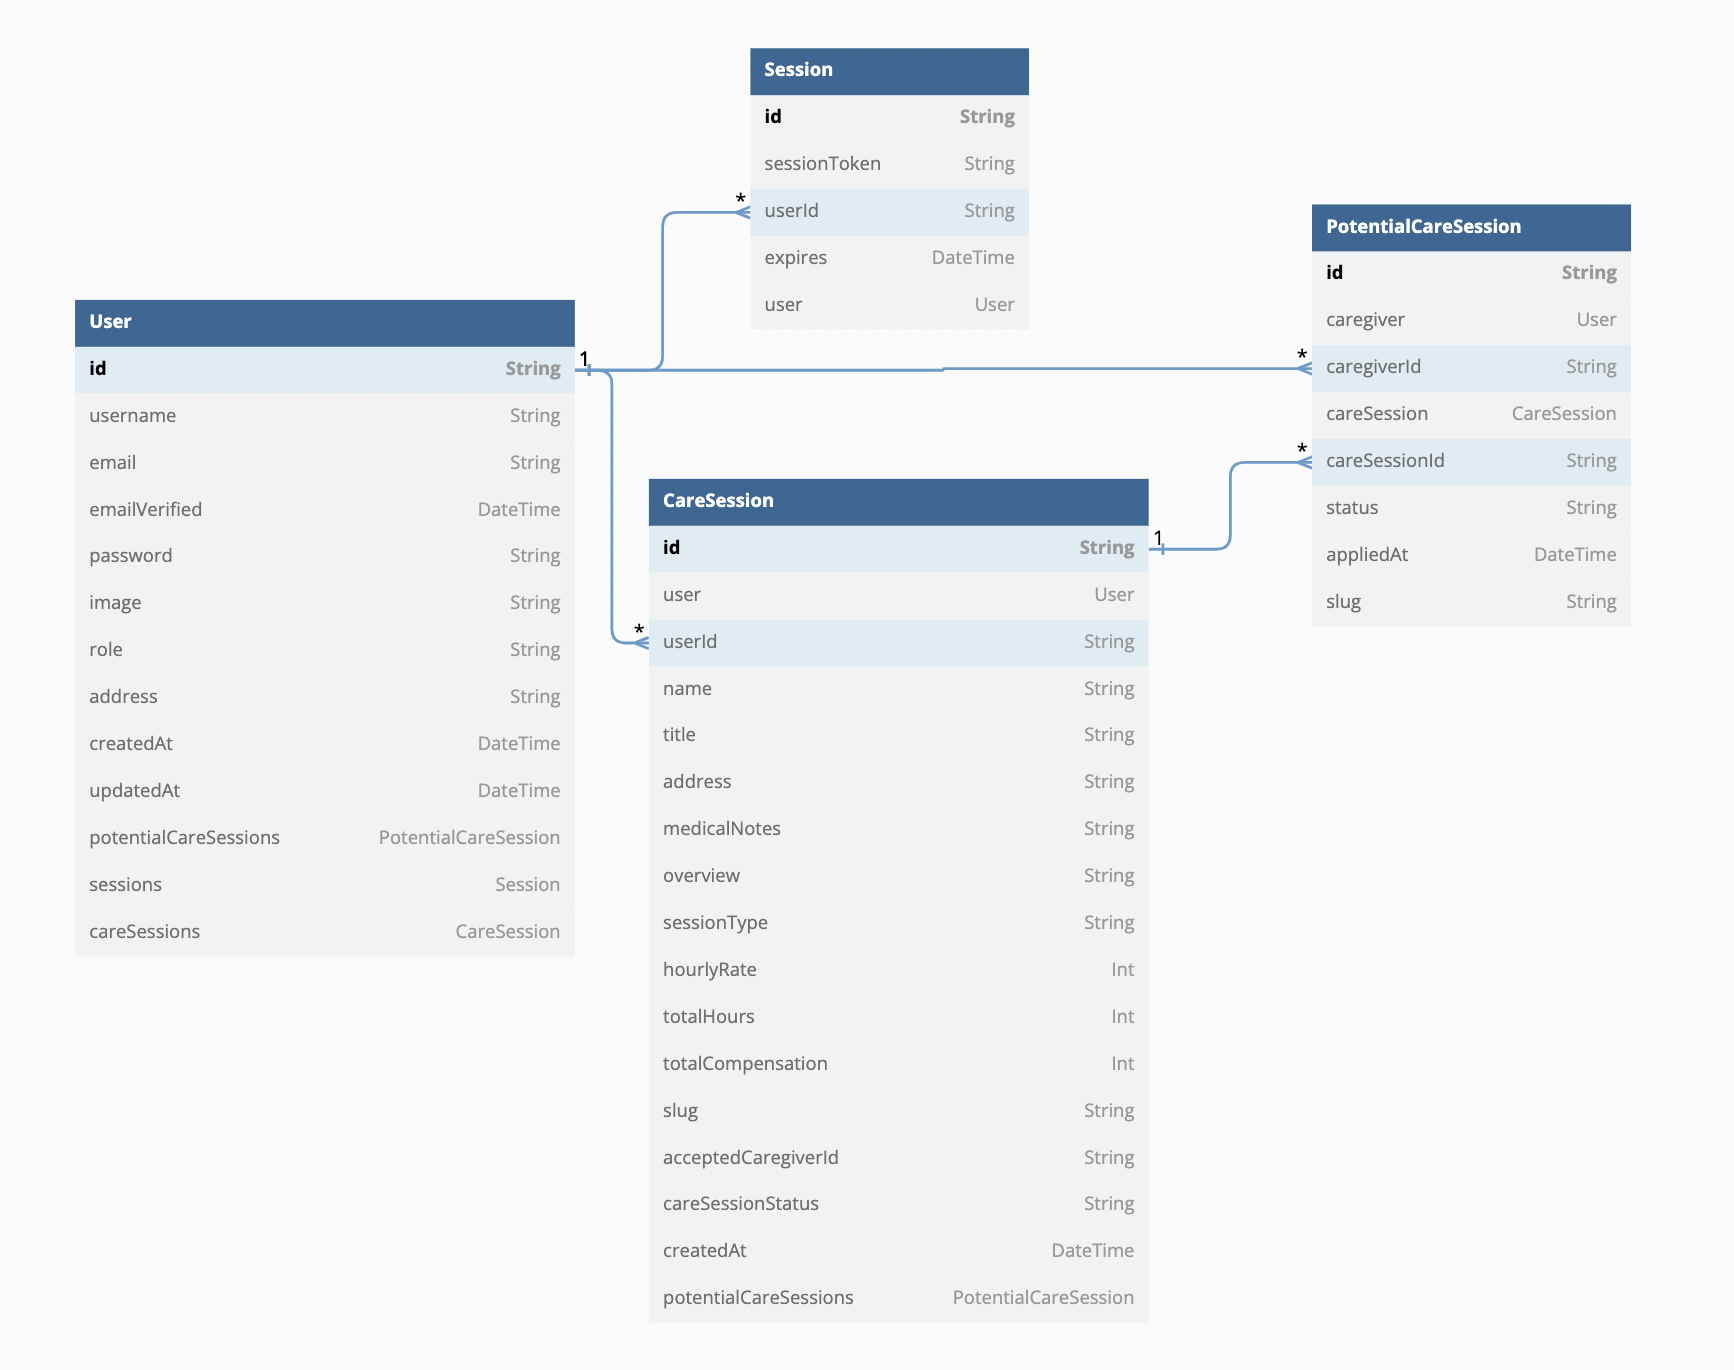 Session
id String
sessionToken String
* userId String
expires DateTime
user User
PotentialCareSession
id String
caregiver User
* caregiverId String
careSession CareSession
* careSessionId String
status String
appliedAt DateTime
slug String
User
id String 1
username String
email String
emailVerified DateTime
password String
image String
role String
address String
createdAt DateTime
updatedAt DateTime
potentialCareSessions PotentialCareSession
sessions Session
careSessions CareSession
CareSession
id String 1
user User
* userId String
name String
title String
address String
medicalNotes String
overview String
sessionType String
hourlyRate Int
totalHours Int
totalCompensation Int
slug String
acceptedCaregiverId String
careSessionStatus String
createdAt DateTime
potentialCareSessions PotentialCareSession